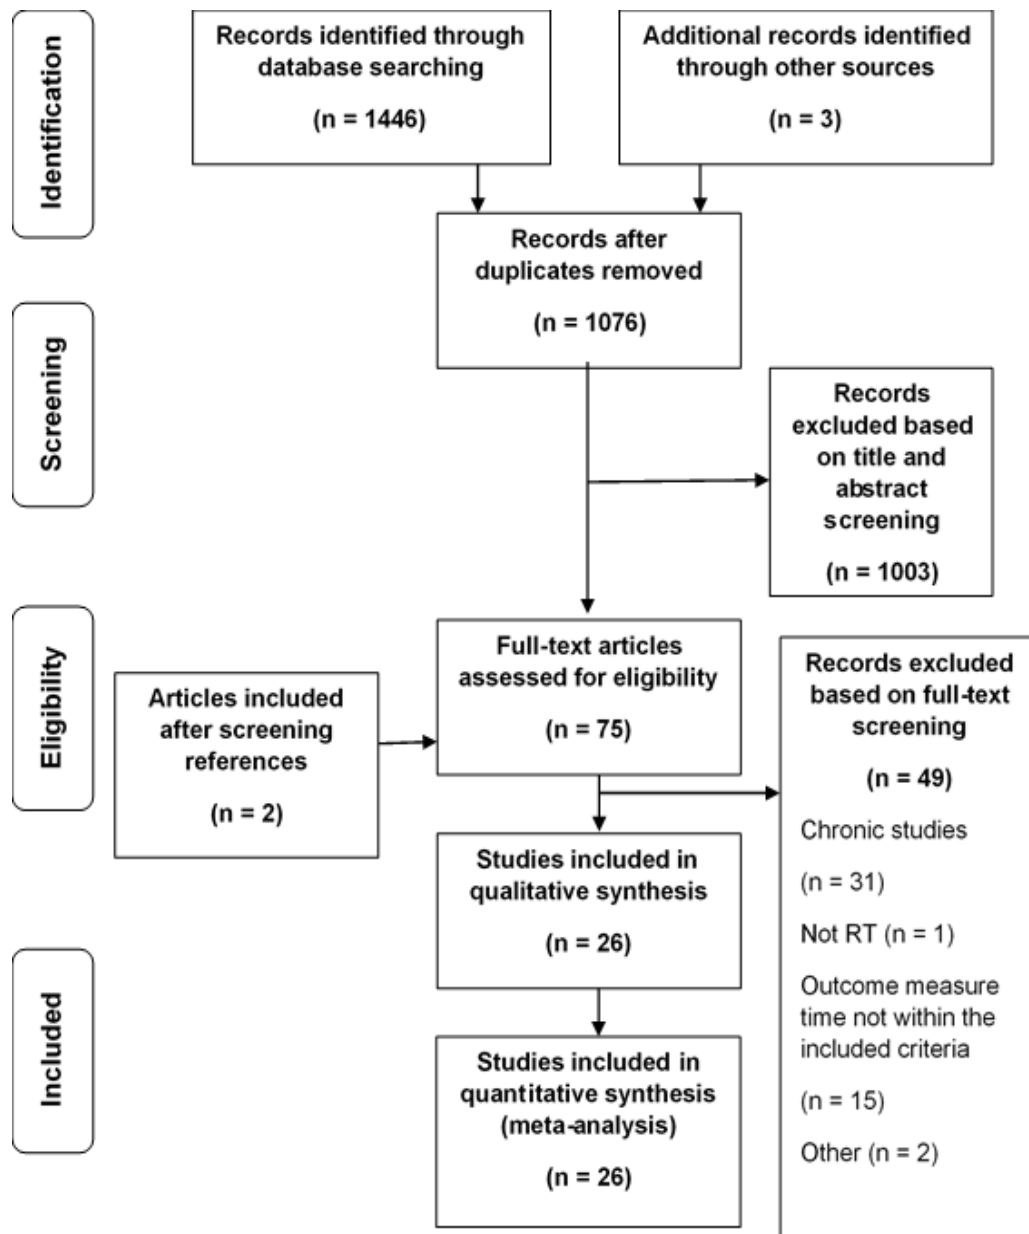 Identification
Records identified through
database searching
(n = 1446)
Additional records identified
through other sources
(n = 3)
Records after
duplicates removed
(n = 1076)
Screening
Records
excluded based
on title and
abstract
screening
(n = 1003)
Eligibility
Full-text articles
assessed for eligibility
(n = 75)
Articles included
after screening
references
(n = 2)
Records excluded
based on full-text
screening
(n = 49)
Chronic studies
(n = 31)
Not RT (n = 1)
Outcome measure
time not within the
included criteria
(n = 15)
Other (n = 2)
Studies included in
qualitative synthesis
(n = 26)
Included
Studies included in
quantitative synthesis
(meta-analysis)
(n = 26)